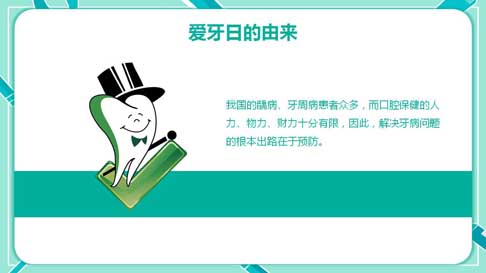 爱牙日的由来
我国的龋病、牙周病患者众多，而口腔保健的人
力、物力、财力十分有限，因此，解决牙病问题
的根本出路在于预防。